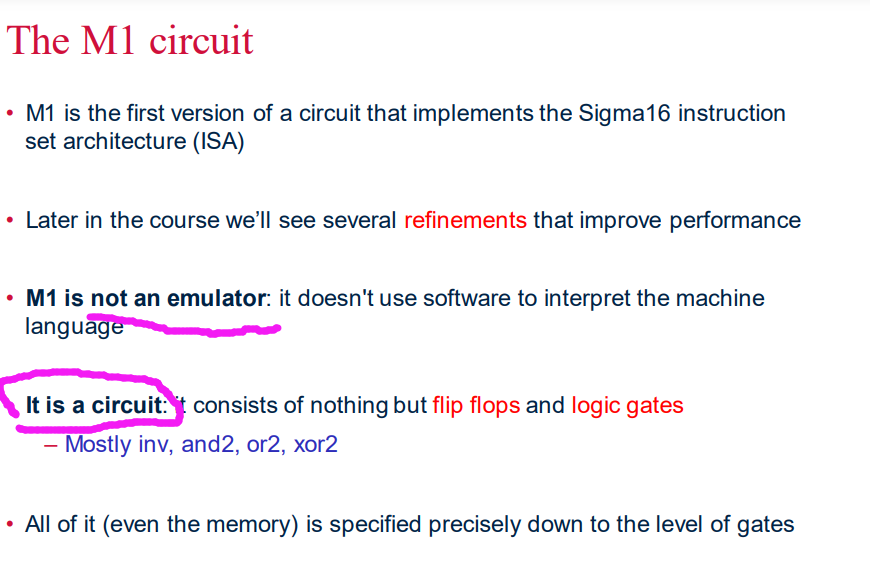 The M1 circuit
• M1 is the first version of a circuit that implements the Sigma16 instruction
set architecture (ISA)
• Later in the course we’ll see several refinements that improve performance
• M1 is not an emulator: it doesn't use software to interpret the machine
language
It is a circuit: it consists of nothing but flip flops and logic gates
– Mostly inv, and2, or2, xor2
• All of it (even the memory) is specified precisely down to the level of gates